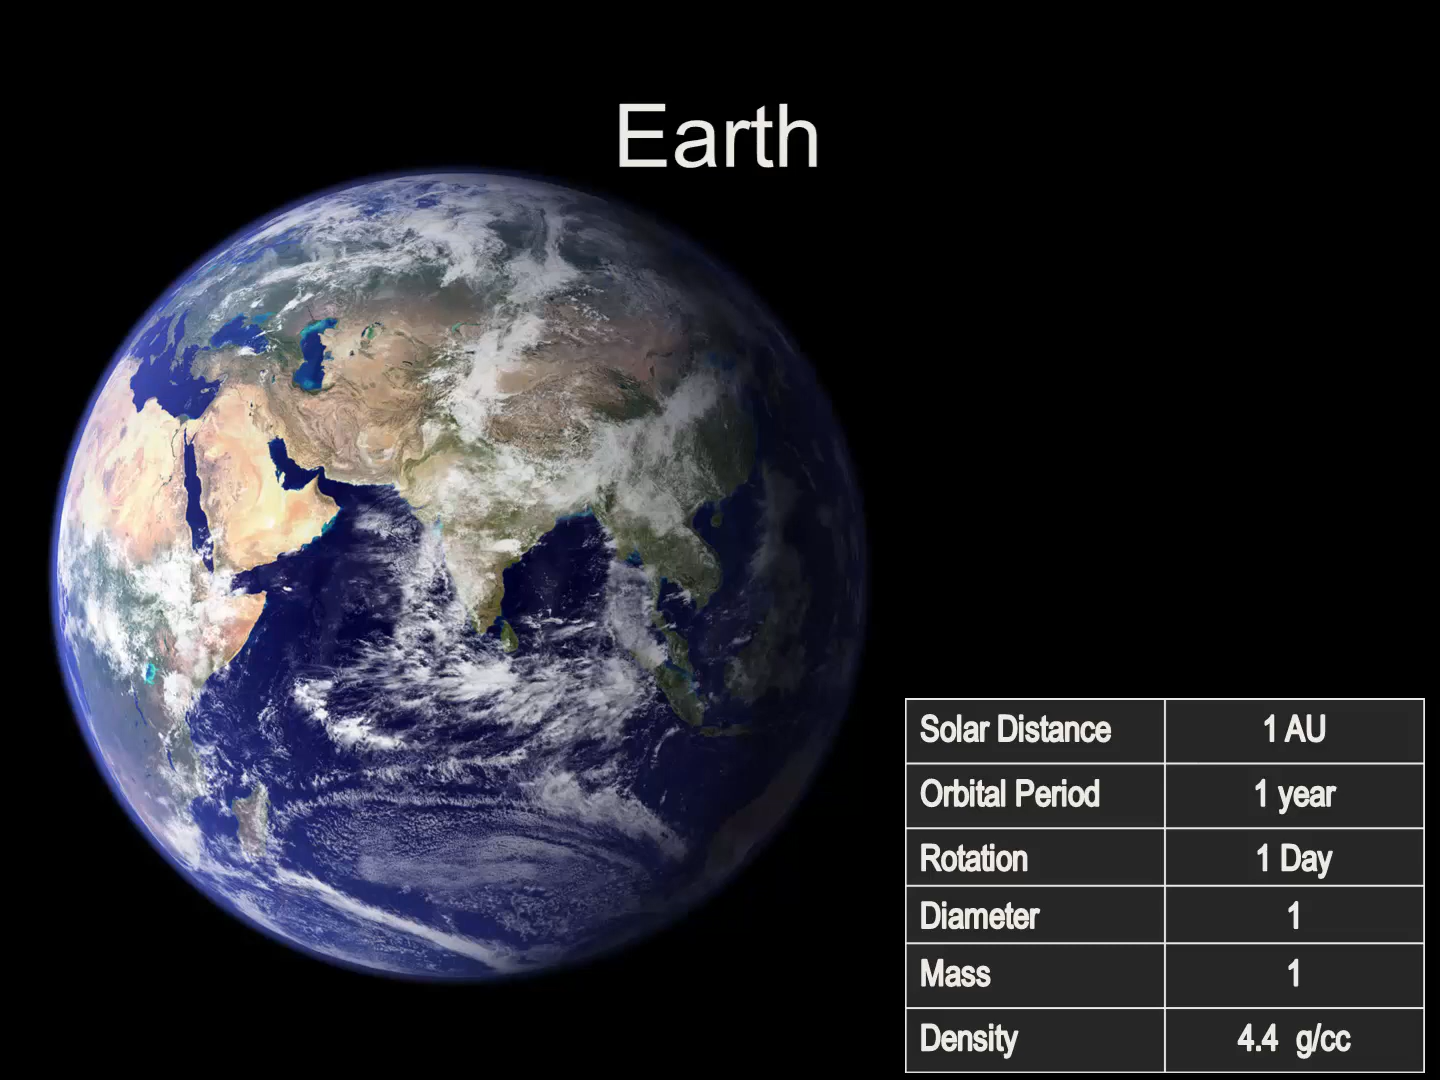 Earth
Solar Distance 1 AU
Orbital Period 1 year
Rotation 1 Day
Diameter 1
Mass 1
Density 4.4 g/cc